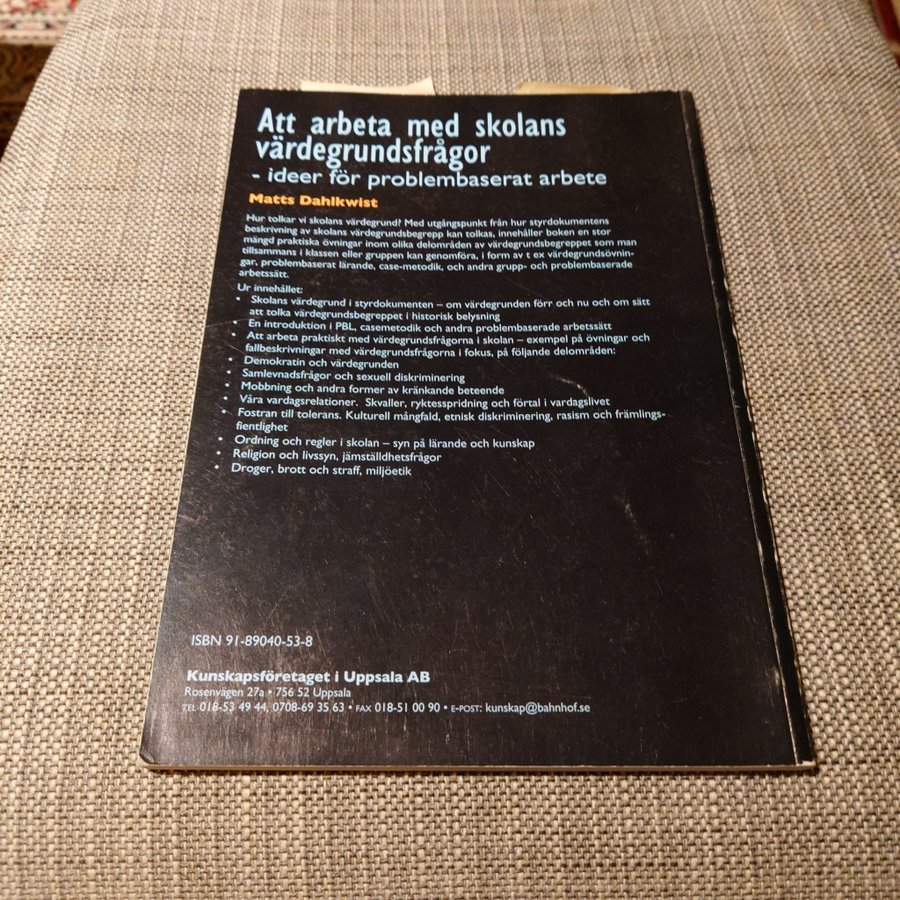 Att arbeta med skolans
värdegrundsfrågor
- ideer för problembaserat arbete
Matts Dahlkwist
Hur tolkar vi skolans värdegrund? Med utgångspunkt från hur styrdokumentens
beskrivning av skolans värdegrundsbegrepp kan tolkas, innehåller boken en stor
mängd praktiska övningar inom olika delområden av värdegrundsbegreppet som man
tillsammans i klassen eller gruppen kan genomföra, i form av t ex värdegrundsövnin-
gar, problembaserat lärande, case-metodik, och andra grupp- och problembaserade
arbetssätt.
Ur innehållet:
• Skolans värdegrund i styrdokumenten – om värdegrunden förr och nu och om sätt
att tolka värdegrundsbegreppet i historisk belysning
• En introduktion i PBL, casemetodik och andra problembaserade arbetssätt
• Att arbeta praktiskt med värdegrundsfrågorna i skolan – exempel på övningar och
fallbeskrivningar med värdegrundsfrågorna i fokus, på följande delområden:
• Demokratin och värdegrunden
• Samlevnadsfrågor och sexuell diskriminering
• Mobbning och andra former av kränkande beteende
• Våra vardagsrelationer. Skvaller, ryktesspridning och förtal i vardagslivet
• Fostran till tolerans. Kulturell mångfald, etnisk diskriminering, rasism och främlings-
fientlighet
• Ordning och regler i skolan – syn på lärande och kunskap
• Religion och livssyn, jämställdhetsfrågor
• Droger, brott och straff, miljöetik
ISBN 91-89040-53-8
Kunskapsföretaget i Uppsala AB
Rosenvägen 27a • 756 52 Uppsala
TEL 018-53 49 44, 0708-69 35 63 • FAX 018-51 00 90 • E-POST: kunskap@bahnhof.se